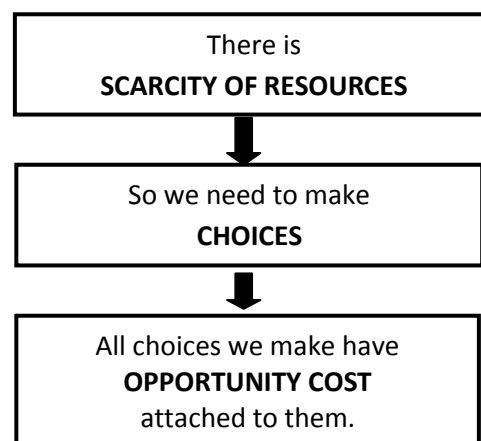 There is
SCARCITY OF RESOURCES
So we need to make
CHOICES
All choices we make have
OPPORTUNITY COST
attached to them.